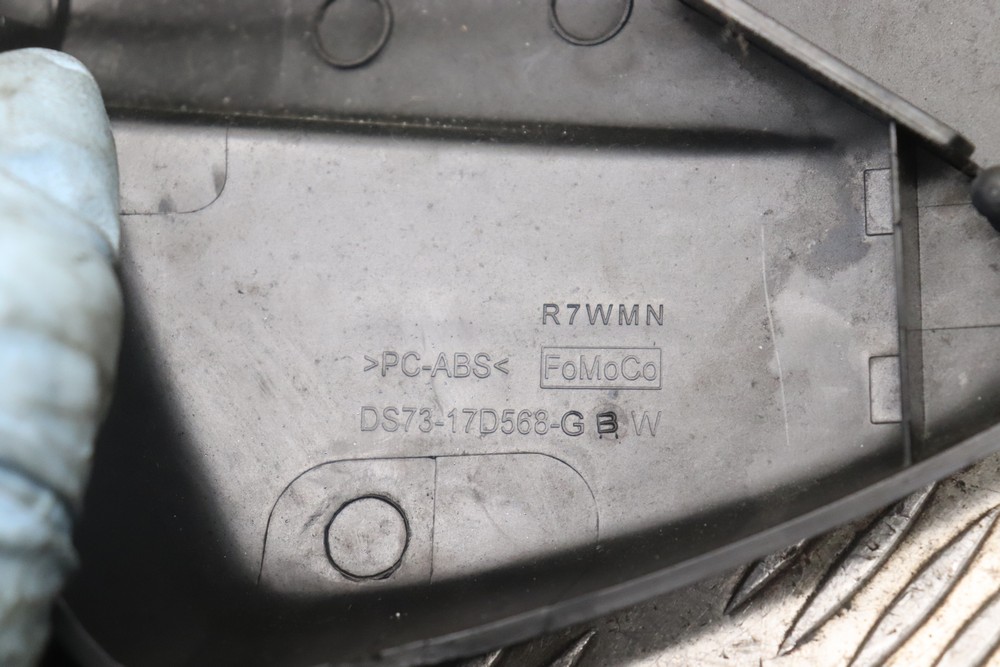 R7WMN
>PC-ABS< FoMoCo
DS73-17D568-G B W